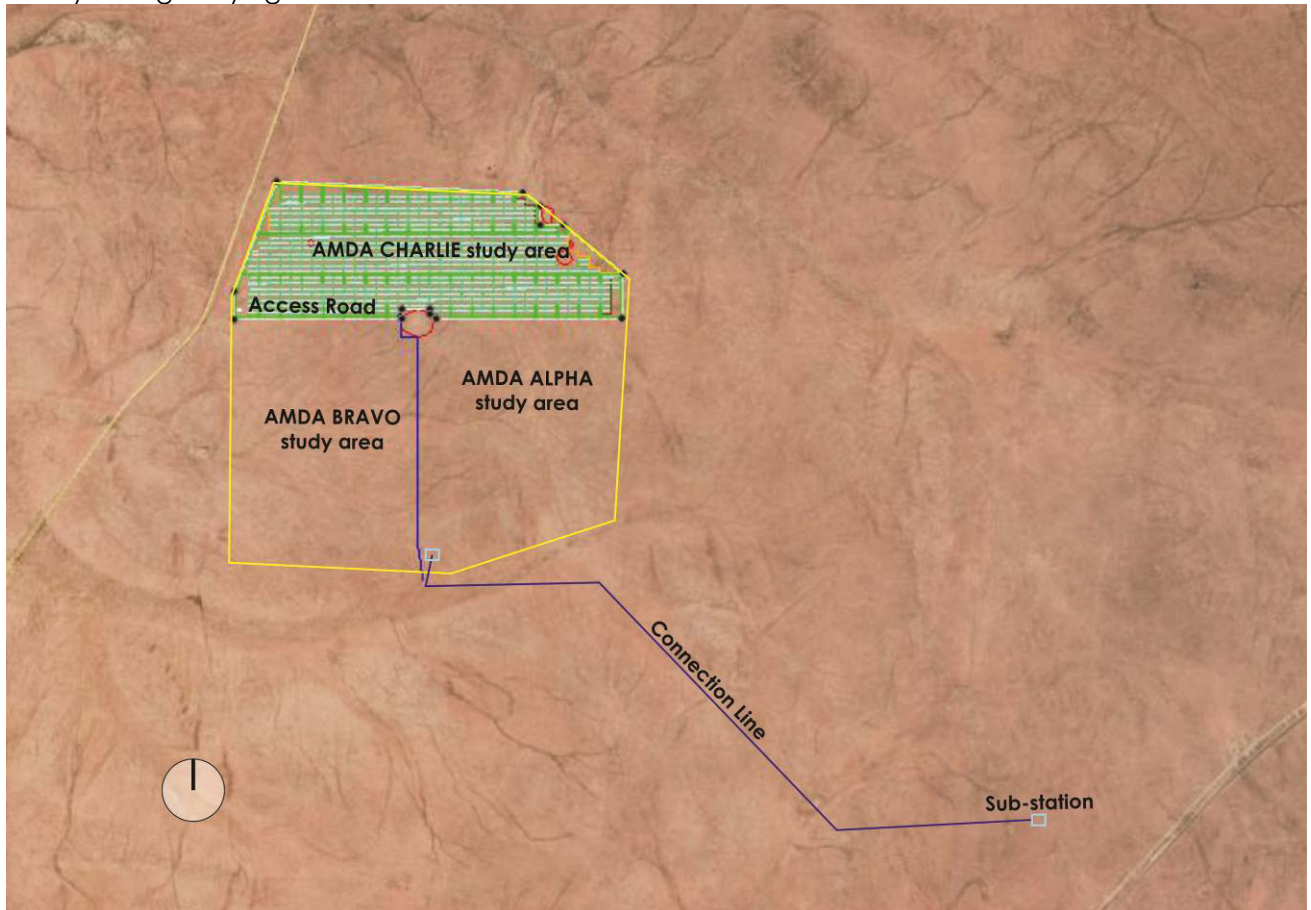 AMDA CHARLIE study area
Access Road
AMDA ALPHA
study area
AMDA BRAVO
study area
Connection Line
Sub-station